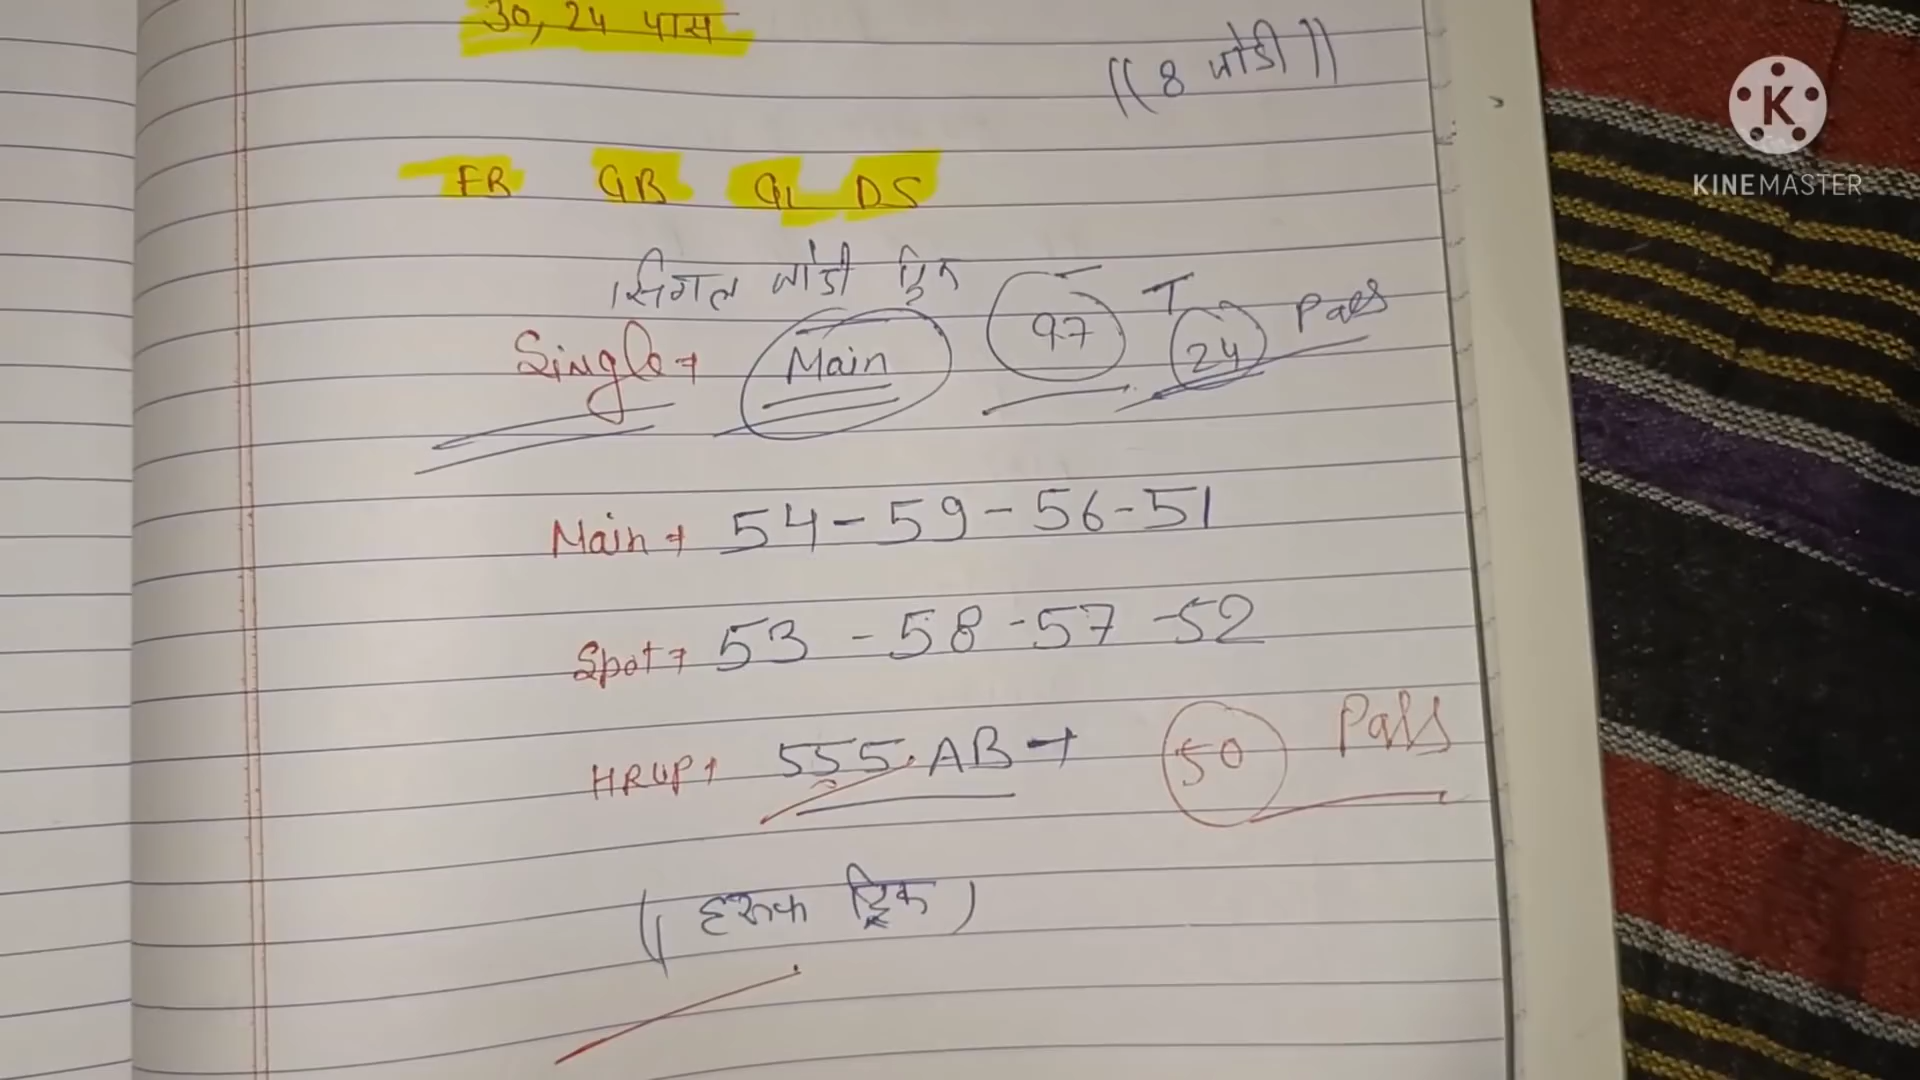 30, 24 पास
((8 जोडी))
FB GB GL DS
सिंगल जोडी ट्रिक
Single → Main 97 24 Pass
Main → 54 - 59 - 56 - 51
Spot → 53 - 58 - 57 - 52
HRUP → 555. AB → 50 Pass
((हरूफ ट्रिक)
KINEMASTER